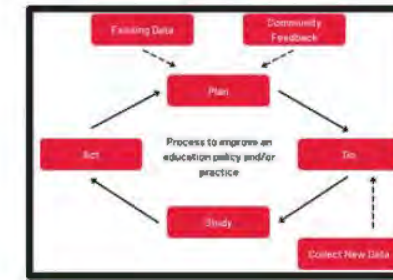 Existing Data
Community
Feedback
Plan
Act
Process to improve an
education policy and/or
practice
Do
Study
Collect New Data